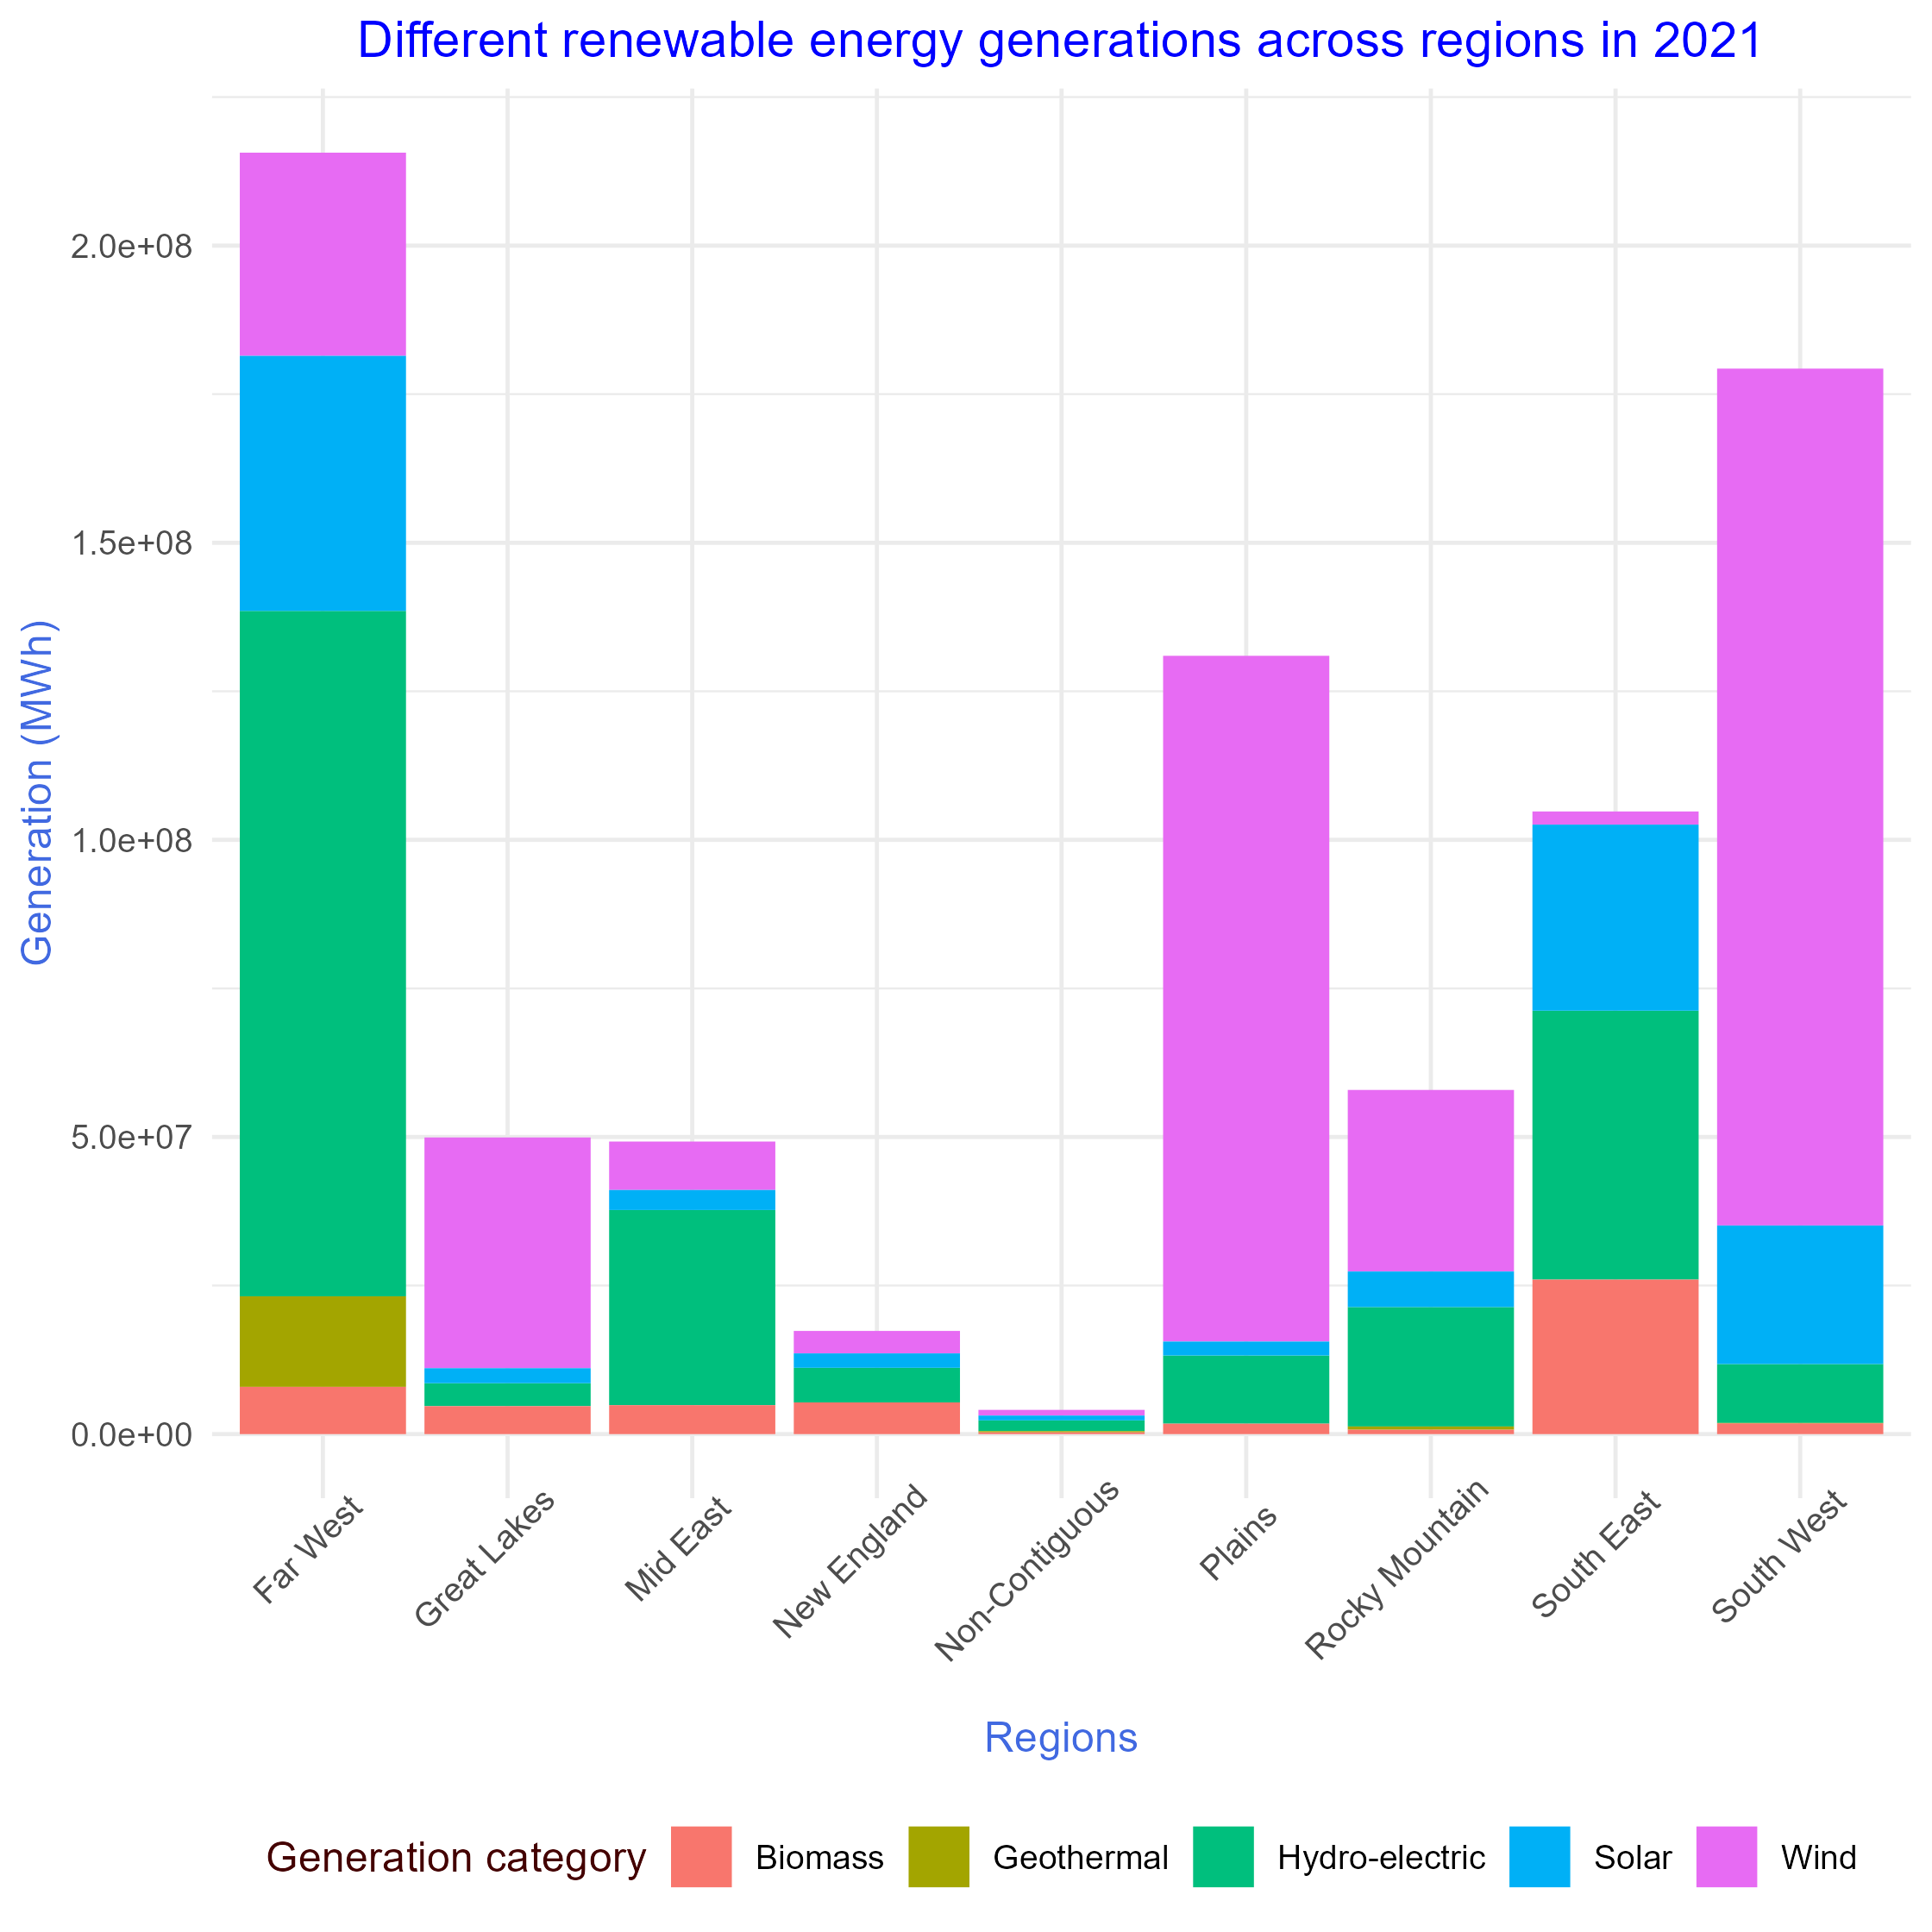 Different renewable energy generations across regions in 2021
Generation (MWh)
2.0e+08
1.5e+08
1.0e+08
5.0e+07
0.0e+00
Far West
Great Lakes
Mid East
New England
Non-Contiguous
Plains
Rocky Mountain
South East
South West
Regions
Generation category
Biomass
Geothermal
Hydro-electric
Solar
Wind